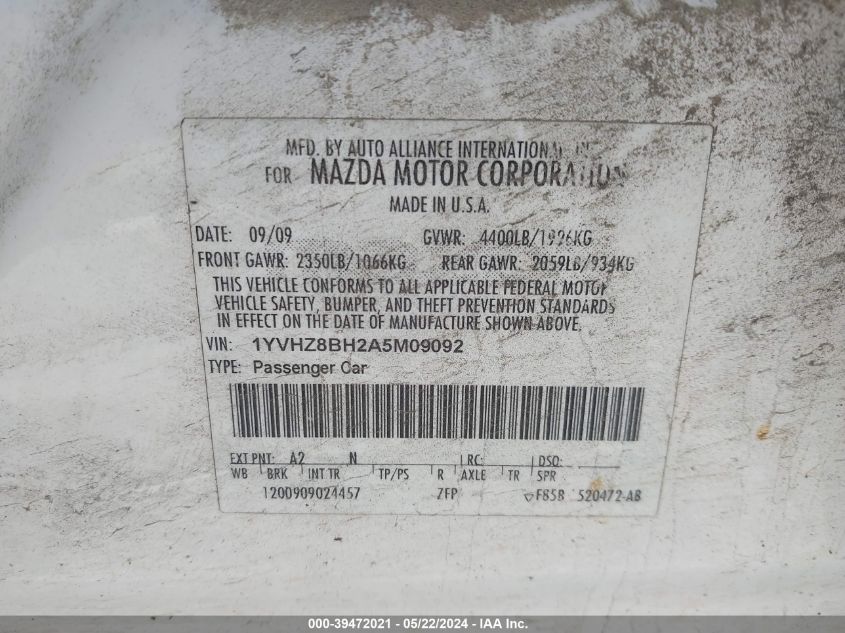 MFD. BY AUTO ALLIANCE INTERNATIONAL
FOR MAZDA MOTOR CORPORATION
MADE IN U.S.A.
DATE: 09/09 GVWR: 4400LB/1996KG
FRONT GAWR: 2350LB/1066KG REAR GAWR: 2059LB/934KG
THIS VEHICLE CONFORMS TO ALL APPLICABLE FEDERAL MOTOR
VEHICLE SAFETY, BUMPER, AND THEFT PREVENTION STANDARDS
IN EFFECT ON THE DATE OF MANUFACTURE SHOWN ABOVE.
VIN: 1YVHZ8BH2A5M09092
TYPE: Passenger Car
EXT PNT: A2 N RC: DSO:
WB BRK INT TR TP/PS R AXLE TR SPR
1200909024457 ZFP F85B 520472-AB
000-39472021 - 05/22/2024 - IAA Inc.